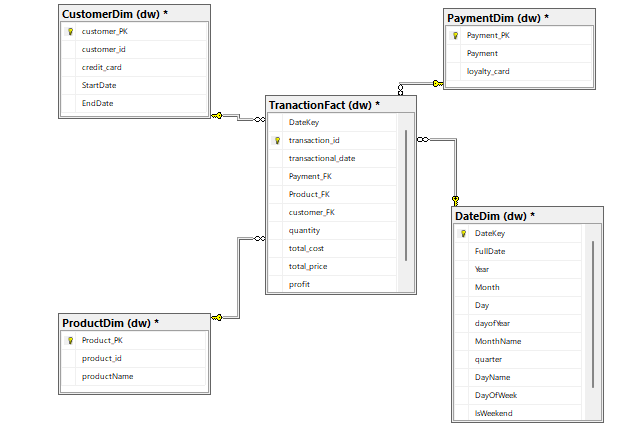 CustomerDim (dw) *
customer_PK
customer_id
credit_card
StartDate
EndDate
PaymentDim (dw) *
Payment_PK
Payment
loyalty_card
TranactionFact (dw) *
DateKey
transaction_id
transactional_date
Payment_FK
Product_FK
customer_FK
quantity
total_cost
total_price
profit
DateDim (dw) *
DateKey
FullDate
Year
Month
Day
dayofYear
MonthName
quarter
DayName
DayOfWeek
IsWeekend
ProductDim (dw) *
Product_PK
product_id
productName